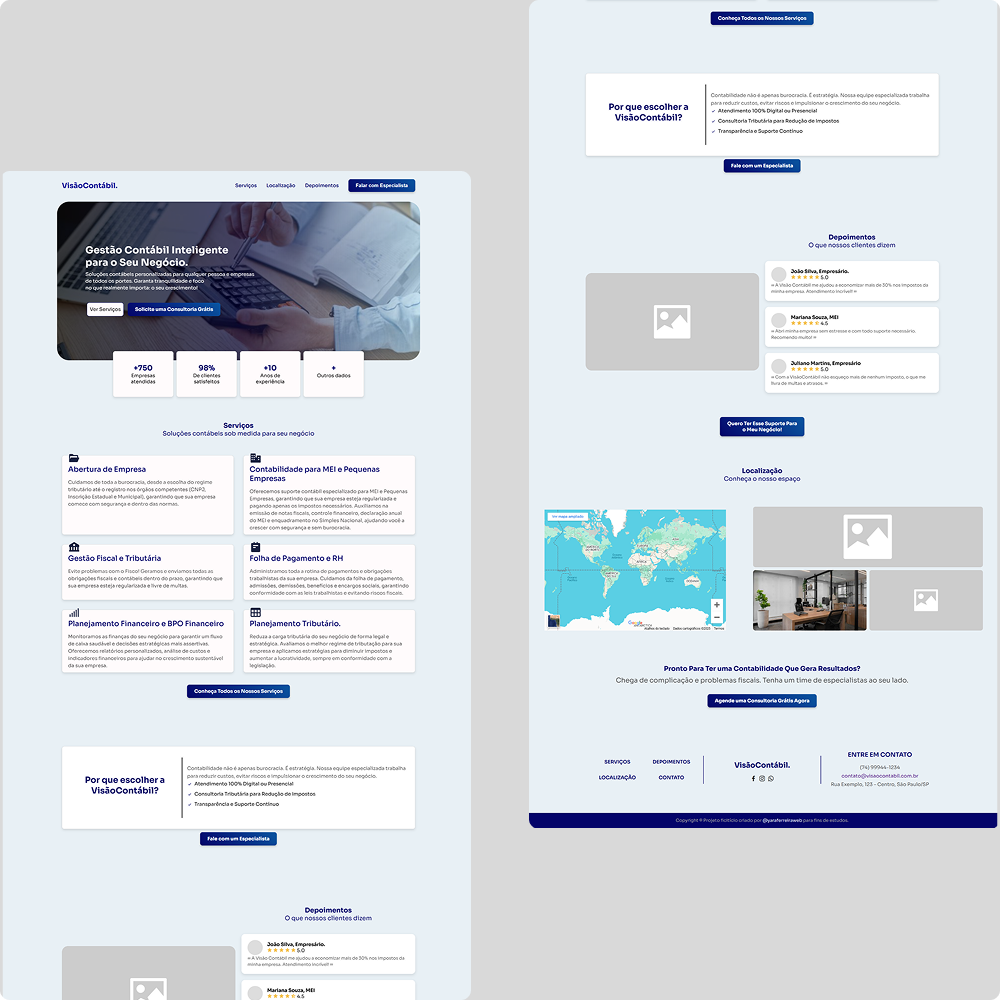 VisãoContábil.
Serviços
Localização
Depoimentos
Falar com Especialista
Gestão Contábil Inteligente
para o Seu Negócio.
Soluções contábeis personalizadas para qualquer pessoa e empresas
de todos os portes. Garanta tranquilidade e foco
no que realmente importa: o seu crescimento!
Ver Serviços
Solicite uma Consultoria Grátis
+750
Empresas
atendidas
98%
De clientes
satisfeitos
+10
Anos de
experiência
+
Outros dados
Serviços
Soluções contábeis sob medida para seu negócio
Abertura de Empresa
Cuidamos de toda a burocracia, desde a escolha do regime
tributário até o registro nos órgãos competentes (CNPJ,
Inscrição Estadual e Municipal), garantindo que sua empresa
comece com segurança e dentro das normas.
Contabilidade para MEI e Pequenas
Empresas
Oferecemos suporte contábil especializado para MEI e Pequenas
Empresas, garantindo que sua empresa esteja regularizada e
pagando apenas os impostos necessários. Auxiliamos na
emissão de notas fiscais, controle financeiro, declaração anual
do MEI e enquadramento no Simples Nacional, ajudando você a
crescer com segurança e sem burocracia.
Gestão Fiscal e Tributária
Evite problemas com o Fisco! Geramos e enviamos todas as
obrigações fiscais e contábeis dentro do prazo, garantindo que
sua empresa esteja regularizada e livre de multas.
Folha de Pagamento e RH
Administramos toda a rotina de pagamentos e obrigações
trabalhistas da sua empresa. Cuidamos da folha de pagamento,
admissões, demissões, benefícios e encargos sociais, garantindo
conformidade com as leis trabalhistas e evitando riscos fiscais.
Planejamento Financeiro e BPO Financeiro
Monitoramos as finanças do seu negócio para garantir um fluxo
de caixa saudável e decisões estratégicas mais assertivas.
Oferecemos relatórios personalizados, análise de custos e
indicadores financeiros para ajudar no crescimento sustentável
da sua empresa.
Planejamento Tributário.
Reduza a carga tributária do seu negócio de forma legal e
estratégica. Avaliamos o melhor regime de tributação para sua
empresa e aplicamos estratégias para diminuir impostos e
aumentar a lucratividade, sempre em conformidade com a
legislação.
Conheça Todos os Nossos Serviços
Por que escolher a
VisãoContábil?
Contabilidade não é apenas burocracia. É estratégia. Nossa equipe especializada trabalha
para reduzir custos, evitar riscos e impulsionar o crescimento do seu negócio.
Atendimento 100% Digital ou Presencial
Consultoria Tributária para Redução de Impostos
Transparência e Suporte Contínuo
Fale com um Especialista
Depoimentos
O que nossos clientes dizem
João Silva, Empresário.
5.0
« A Visão Contábil me ajudou a economizar mais de 30% nos impostos da
minha empresa. Atendimento incrível! »
Mariana Souza, MEI
4.5
Conheça Todos os Nossos Serviços
Por que escolher a
VisãoContábil?
Contabilidade não é apenas burocracia. É estratégia. Nossa equipe especializada trabalha
para reduzir custos, evitar riscos e impulsionar o crescimento do seu negócio.
Atendimento 100% Digital ou Presencial
Consultoria Tributária para Redução de Impostos
Transparência e Suporte Contínuo
Fale com um Especialista
Depoimentos
O que nossos clientes dizem
João Silva, Empresário.
5.0
« A Visão Contábil me ajudou a economizar mais de 30% nos impostos da
minha empresa. Atendimento incrível! »
Mariana Souza, MEI
4.5
« Abri minha empresa sem estresse e com todo suporte necessário.
Recomendo muito! »
Juliano Martins, Empresário
5.0
« Com a VisãoContábil não esqueço mais de nenhum imposto, o que me
livra de multas e atrasos. »
Quero Ter Esse Suporte Para
o Meu Negócio!
Localização
Conheça o nosso espaço
Ver mapa ampliado
Google
Atalhos do teclado
Dados cartográficos ©2025
Termos
Pronto Para Ter uma Contabilidade Que Gera Resultados?
Chega de complicação e problemas fiscais. Tenha um time de especialistas ao seu lado.
Agende uma Consultoria Grátis Agora
SERVIÇOS
DEPOIMENTOS
LOCALIZAÇÃO
CONTATO
VisãoContábil.
ENTRE EM CONTATO
(74) 99944-1234
contato@visaocontabil.com.br
Rua Exemplo, 123 - Centro, São Paulo/SP
Copyright ® Projeto fictitício criado por @yaraferreiraweb para fins de estudos.